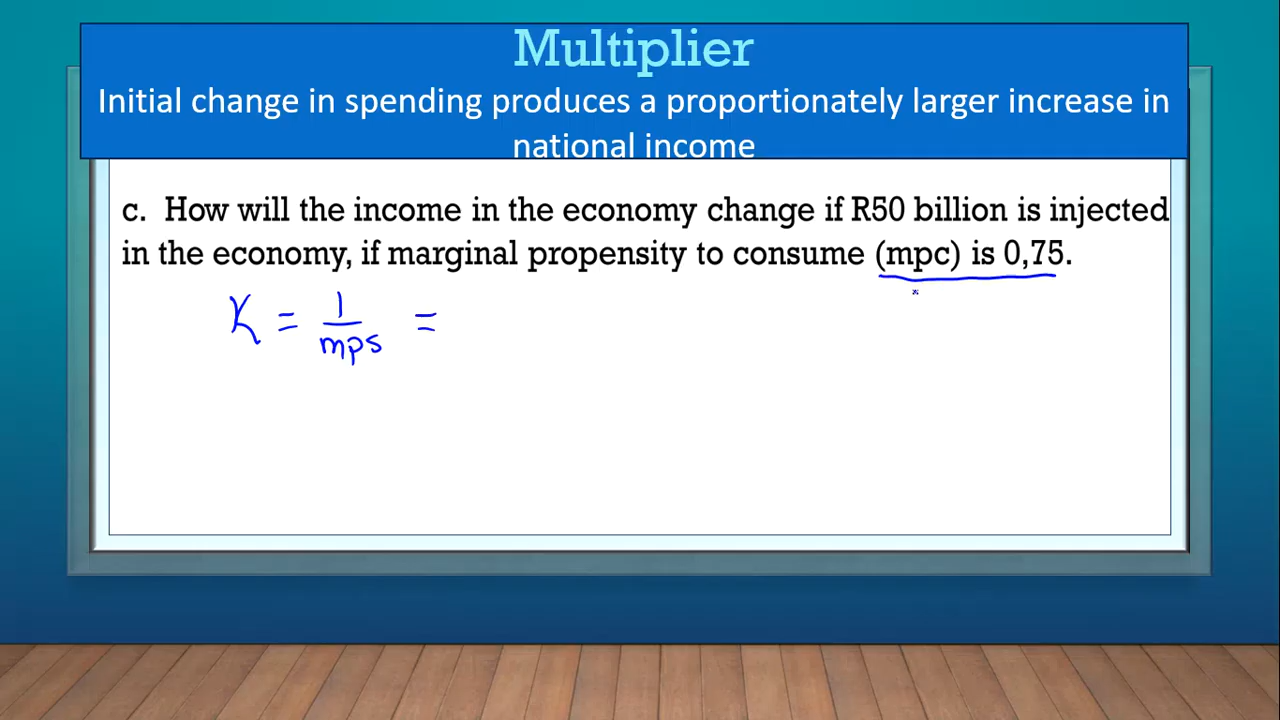 Multiplier
Initial change in spending produces a proportionately larger increase in
national income
c. How will the income in the economy change if R50 billion is injected
in the economy, if marginal propensity to consume (mpc) is 0,75.
K = 1/mps =